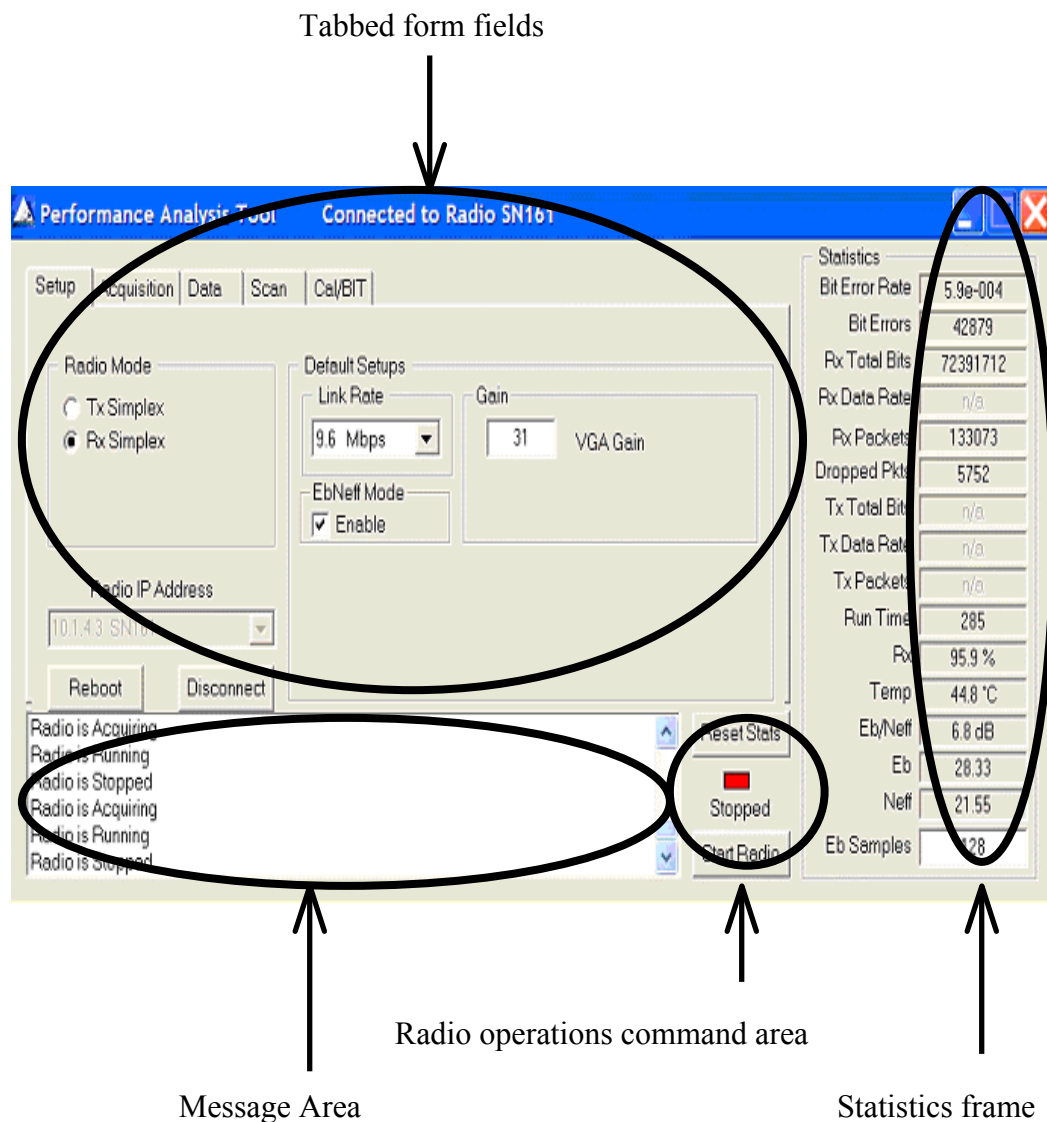 Tabbed form fields
Performance Analysis Tool Connected to Radio SN161
Setup Acquisition Data Scan Cal/BIT
Radio Mode
Tx Simplex
Rx Simplex
Default Setups
Link Rate
9.6 Mbps
EbNeff Mode
Enable
Gain
31 VGA Gain
Radio IP Address
10.1.4.3 SN161
Reboot Disconnect
Radio is Acquiring
Radio is Running
Radio is Stopped
Radio is Acquiring
Radio is Running
Radio is Stopped
Reset Stats
Stopped
Start Radio
Statistics
Bit Error Rate 5.9e-004
Bit Errors 42879
Rx Total Bits 72391712
Rx Data Rate n/a
Rx Packets 133073
Dropped Pkts 5752
Tx Total Bits n/a
Tx Data Rate n/a
Tx Packets n/a
Run Time 285
Rx 95.9 %
Temp 44.8 °C
Eb/Neff 6.8 dB
Eb 28.33
Neff 21.55
Eb Samples 128
Radio operations command area
Message Area
Statistics frame